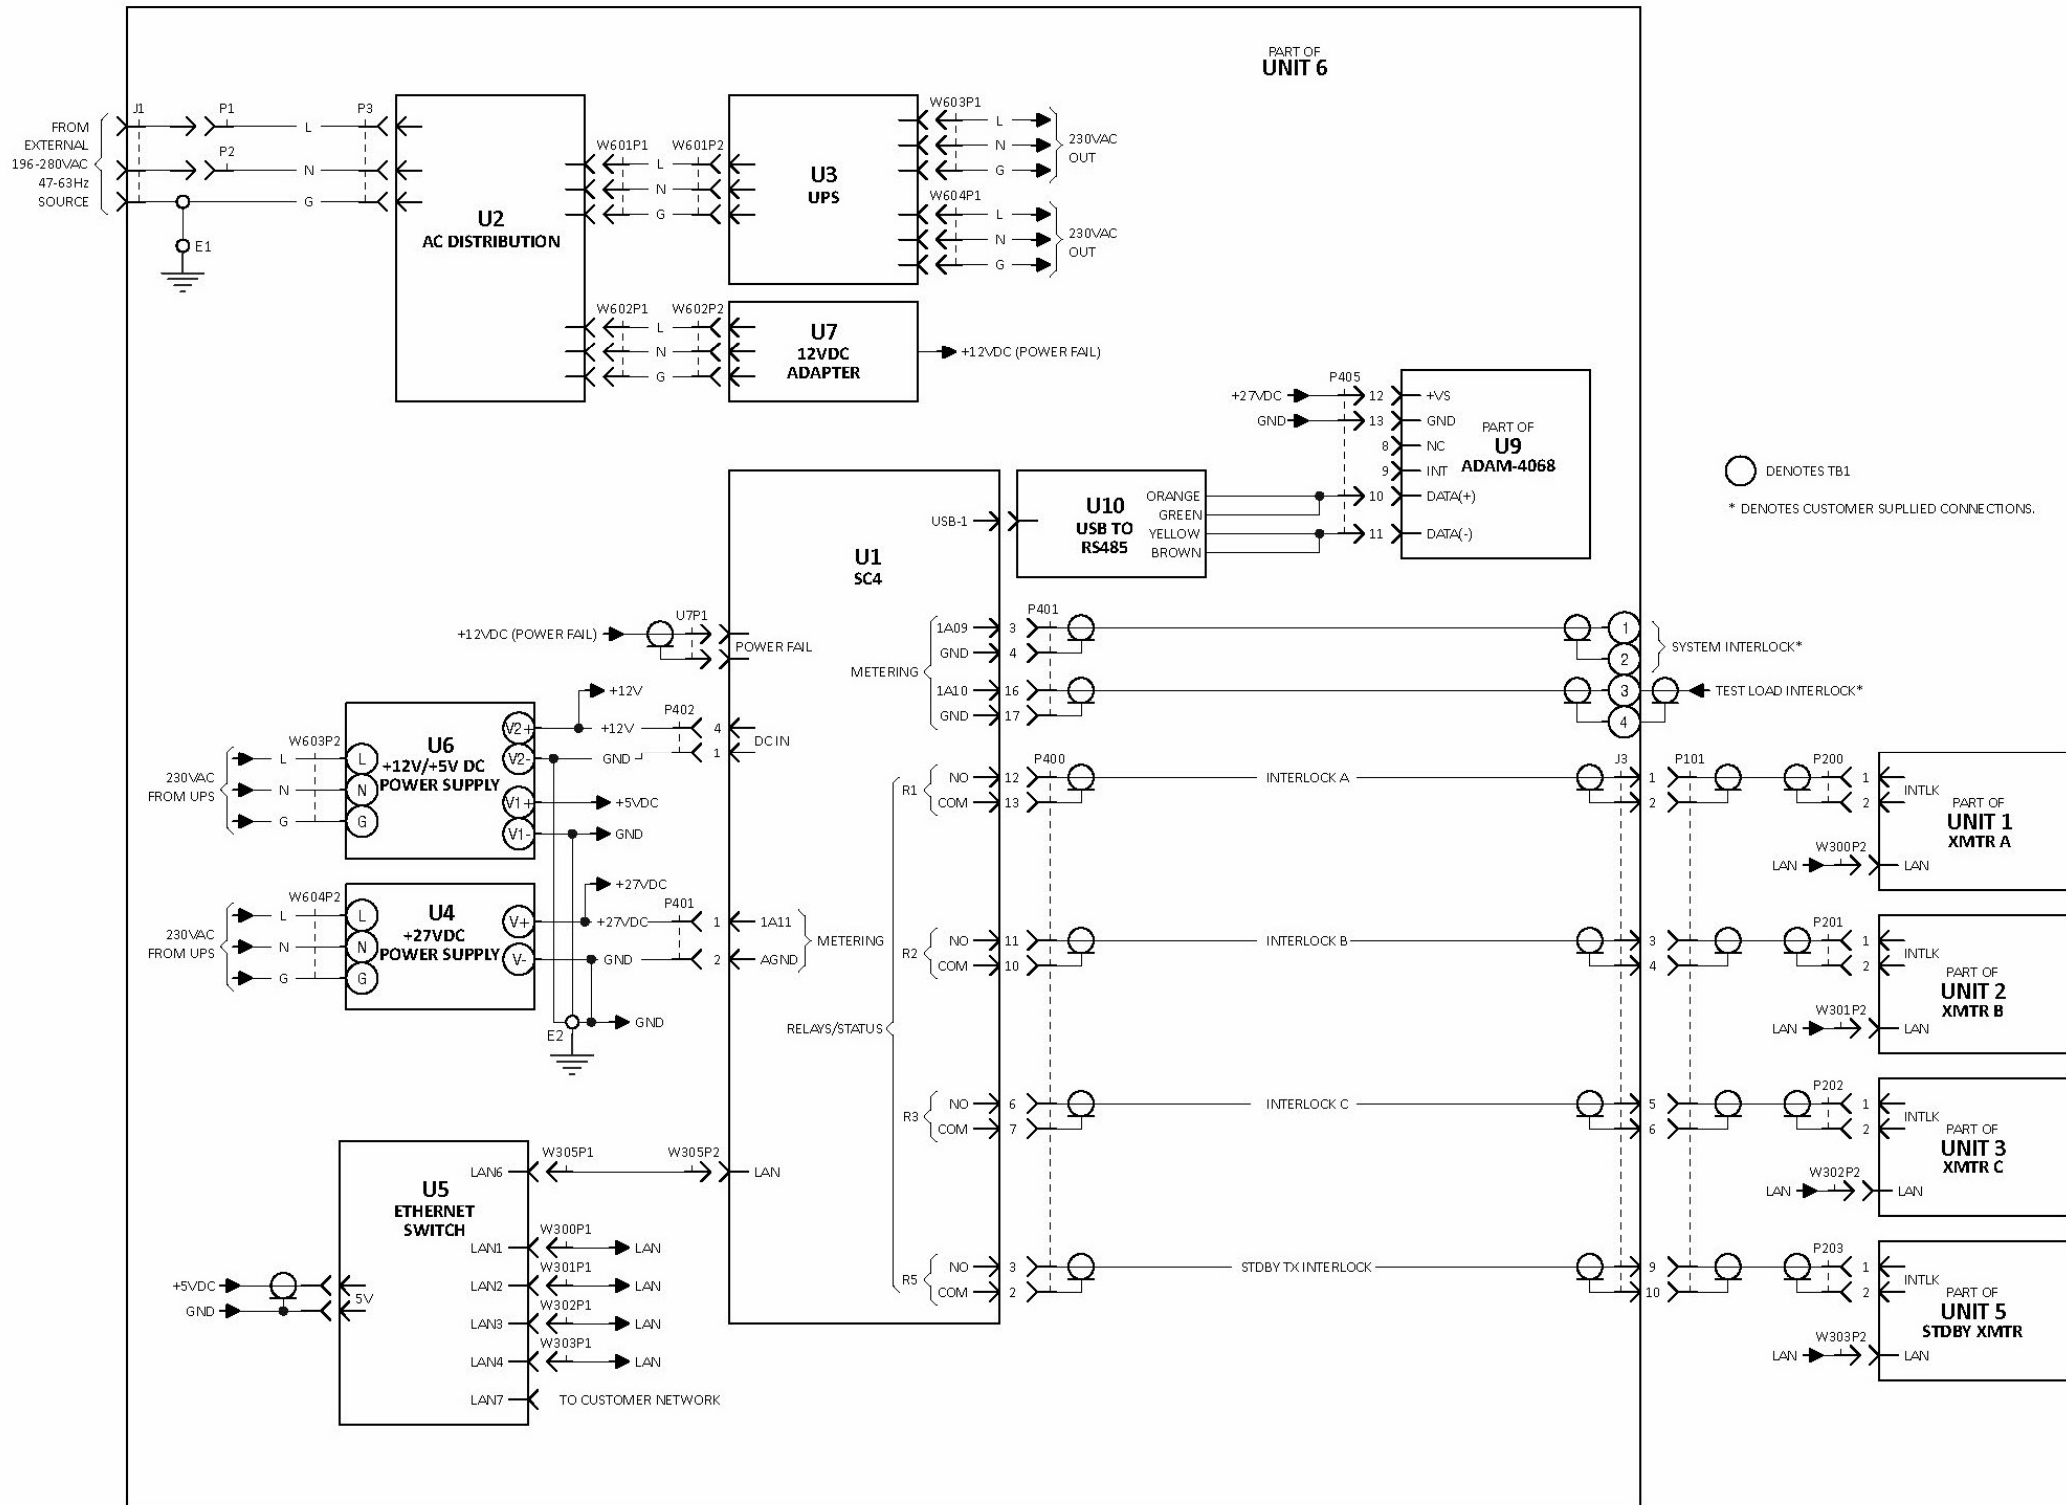 PART OF
UNIT 6
FROM
EXTERNAL
196-280VAC
47-63Hz
SOURCE
J1
P1
P2
P3
L
N
G
E1
U2
AC DISTRIBUTION
W601P1
W601P2
L
N
G
U3
UPS
W603P1
L
N
G
230VAC
OUT
W604P1
L
N
G
230VAC
OUT
W602P1
W602P2
L
N
G
U7
12VDC
ADAPTER
+12VDC (POWER FAIL)
+27VDC
GND
P405
12
13
8
9
10
11
+VS
GND
NC
INT
DATA(+)
DATA(-)
PART OF
U9
ADAM-4068
DENOTES TB1
* DENOTES CUSTOMER SUPLLIED CONNECTIONS.
U10
USB TO
RS485
ORANGE
GREEN
YELLOW
BROWN
USB-1
U1
SC4
+12VDC (POWER FAIL)
U7P1
POWER FAIL
METERING
1A09
GND
1A10
GND
3
4
16
17
P401
1
2
3
4
SYSTEM INTERLOCK*
TEST LOAD INTERLOCK*
230VAC
FROM UPS
W603P2
L
N
G
L
N
G
U6
+12V/+5V DC
POWER SUPPLY
V2+
V2-
V1+
V1-
+12V
+12V
GND
+5VDC
GND
P402
4
1
DC IN
230VAC
FROM UPS
W604P2
L
N
G
L
N
G
U4
+27VDC
POWER SUPPLY
V+
V-
+27VDC
+27VDC
GND
GND
E2
P401
1
2
1A11
AGND
METERING
RELAYS/STATUS
R1
NO
COM
12
13
P400
INTERLOCK A
J3
1
2
P101
P200
1
2
INTLK
PART OF
UNIT 1
XMTR A
LAN
W300P2
LAN
R2
NO
COM
11
10
INTERLOCK B
3
4
P201
1
2
INTLK
PART OF
UNIT 2
XMTR B
LAN
W301P2
LAN
R3
NO
COM
6
7
INTERLOCK C
5
6
P202
1
2
INTLK
PART OF
UNIT 3
XMTR C
LAN
W302P2
LAN
R5
NO
COM
3
2
STDBY TX INTERLOCK
9
10
P203
1
2
INTLK
PART OF
UNIT 5
STDBY XMTR
LAN
W303P2
LAN
U5
ETHERNET
SWITCH
+5VDC
GND
5V
LAN6
W305P1
W305P2
LAN
LAN1
W300P1
LAN
LAN2
W301P1
LAN
LAN3
W302P1
LAN
LAN4
W303P1
LAN
LAN7
TO CUSTOMER NETWORK